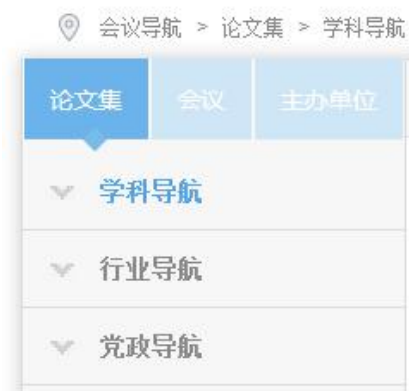 会议导航 > 论文集 > 学科导航
论文集 会议 主办单位
学科导航
行业导航
党政导航